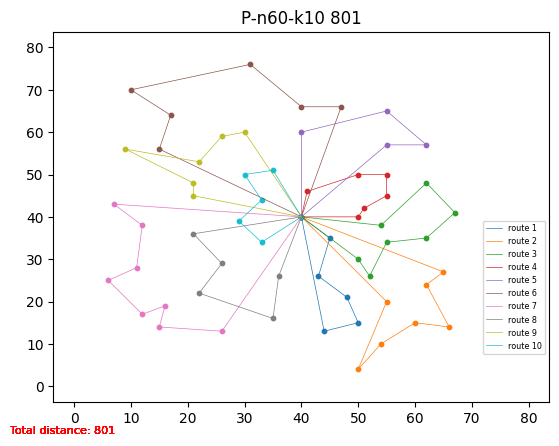 P-n60-k10 801
80
70
60
50
40
30
20
10
0
0 10 20 30 40 50 60 70 80
route 1
route 2
route 3
route 4
route 5
route 6
route 7
route 8
route 9
route 10
Total distance: 801